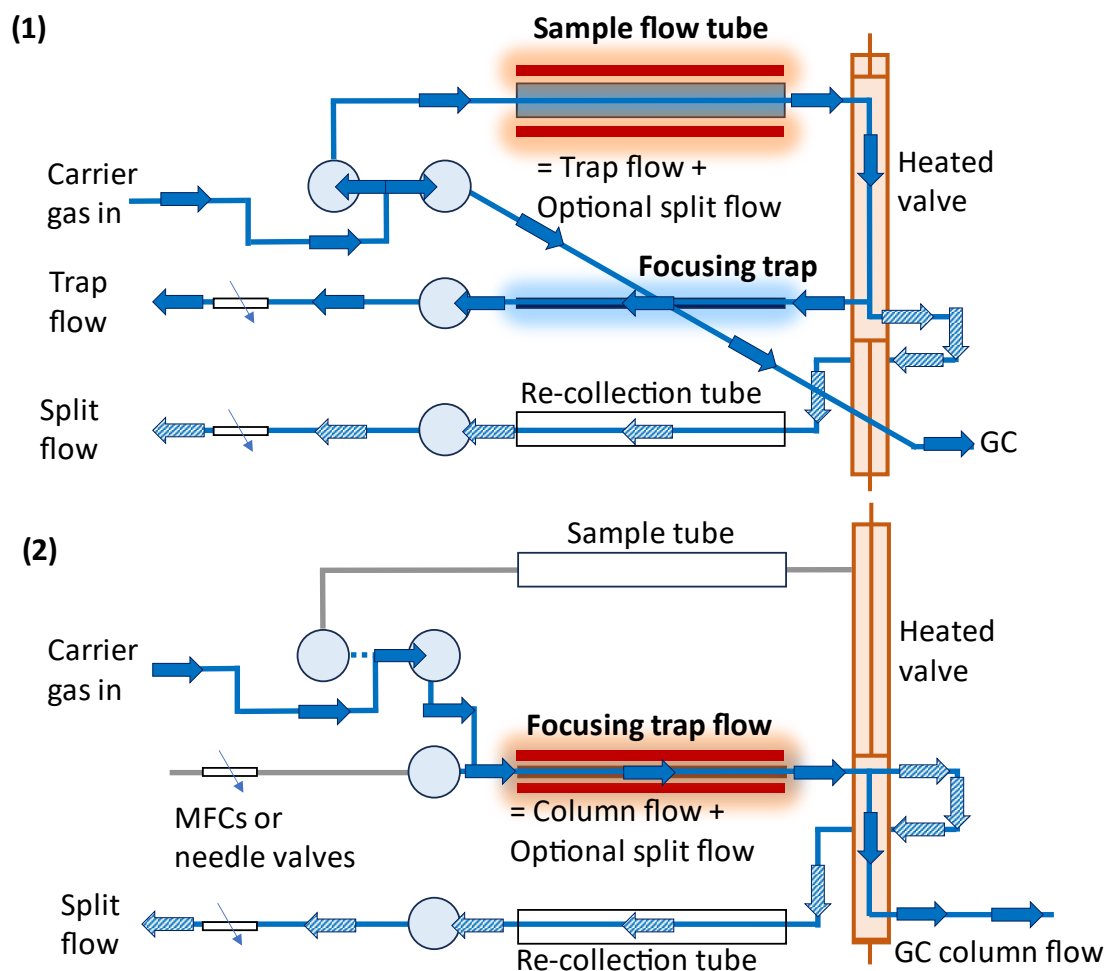 (1)
Sample flow tube
Carrier
gas in
= Trap flow +
Optional split flow
Heated
valve
Trap
flow
Focusing trap
Split
flow
Re-collection tube
GC
(2)
Sample tube
Carrier
gas in
Heated
valve
Focusing trap flow
= Column flow +
Optional split flow
MFCs or
needle valves
Split
flow
Re-collection tube
GC column flow